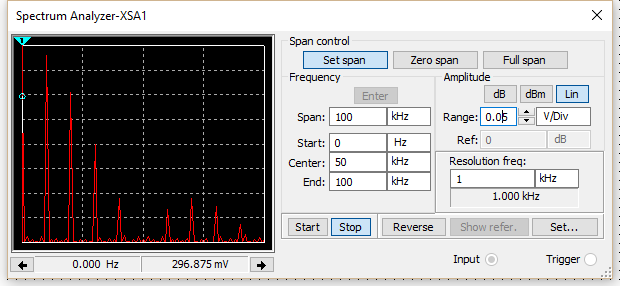 Spectrum Analyzer-XSA1
1
Span control
Set span Zero span Full span
Frequency
Enter
Span: 100 kHz
Start: 0 Hz
Center: 50 kHz
End: 100 kHz
Amplitude
dB dBm Lin
Range: 0.05 V/Div
Ref: 0 dB
Resolution freq:
1 kHz
1.000 kHz
Start Stop Reverse Show refer. Set...
0.000 Hz 296.875 mV
Input Trigger